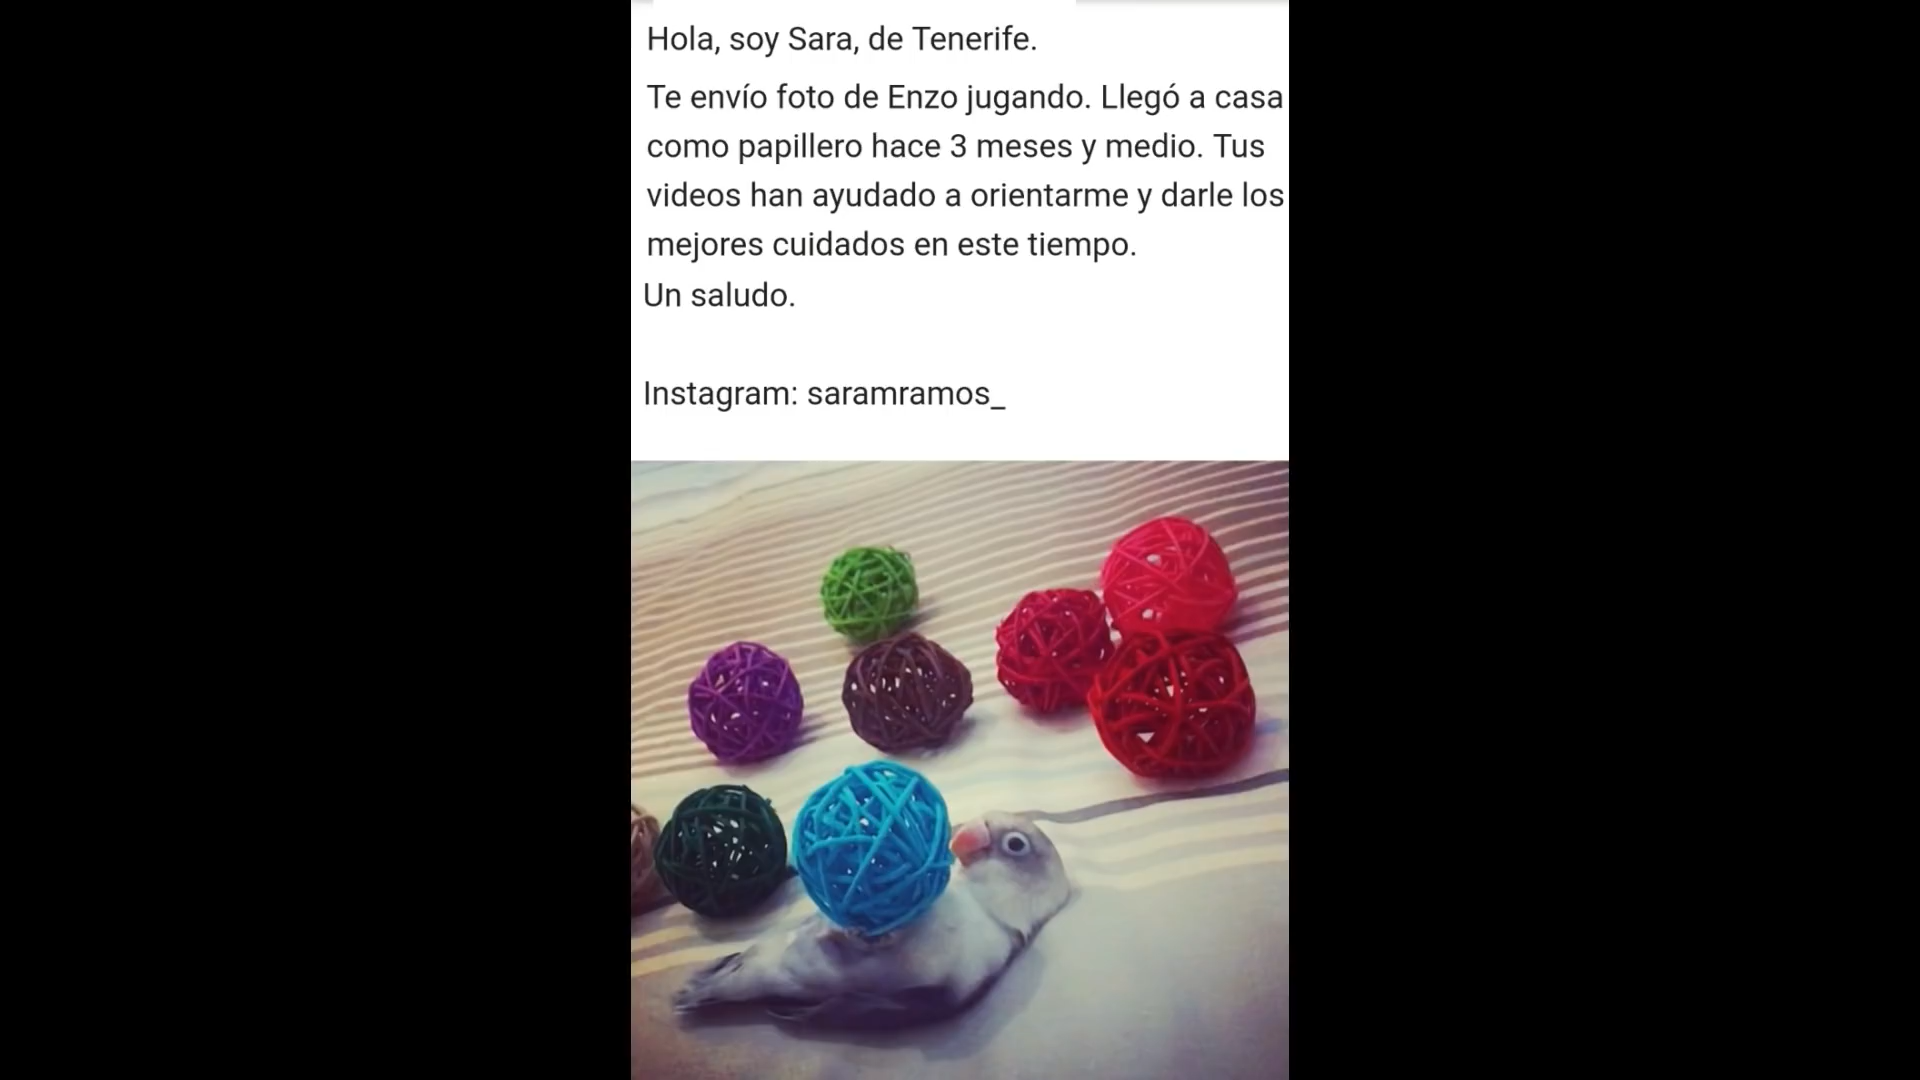 Hola, soy Sara, de Tenerife.
Te envío foto de Enzo jugando. Llegó a casa
como papillero hace 3 meses y medio. Tus
videos han ayudado a orientarme y darle los
mejores cuidados en este tiempo.
Un saludo.
Instagram: saramramos_